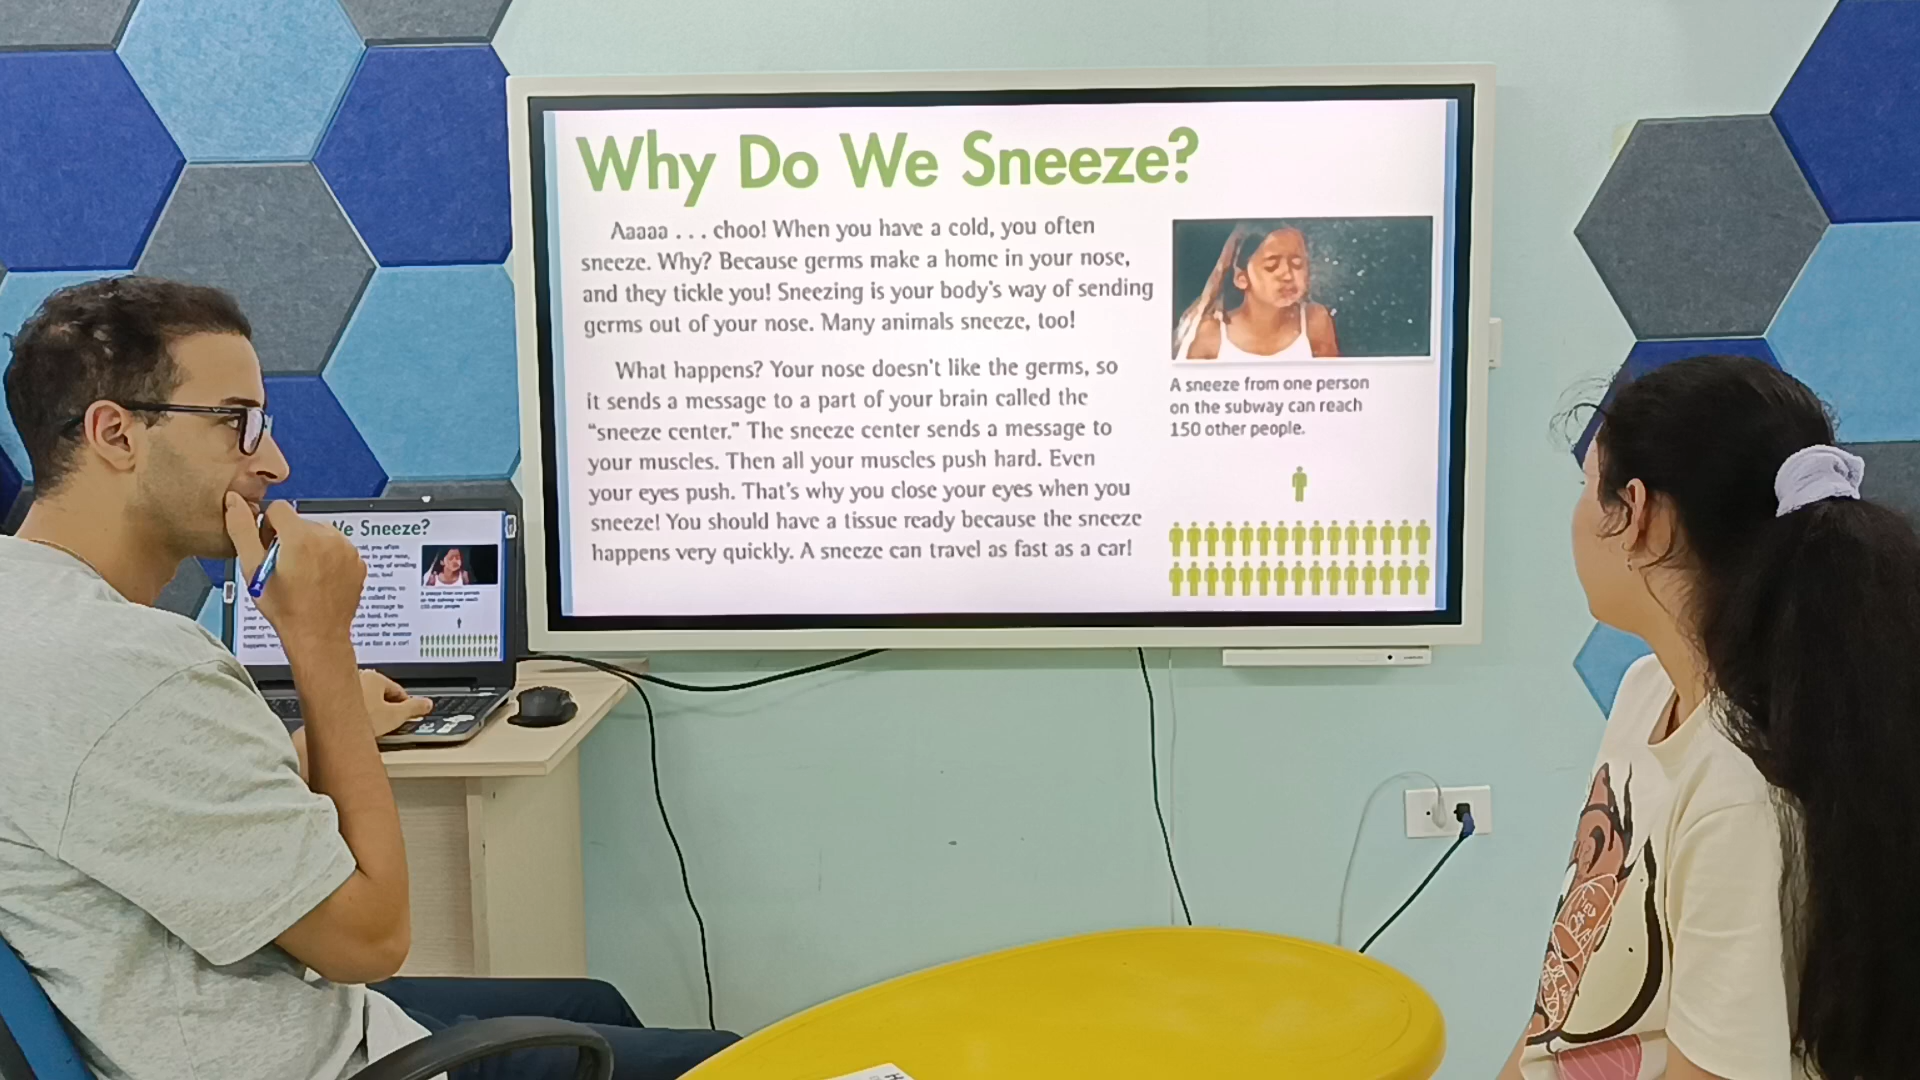 Why Do We Sneeze?
Aaaaa . . . choo! When you have a cold, you often
sneeze. Why? Because germs make a home in your nose,
and they tickle you! Sneezing is your body's way of sending
germs out of your nose. Many animals sneeze, too!
What happens? Your nose doesn't like the germs, so
it sends a message to a part of your brain called the
"sneeze center." The sneeze center sends a message to
your muscles. Then all your muscles push hard. Even
your eyes push. That's why you close your eyes when you
sneeze! You should have a tissue ready because the sneeze
happens very quickly. A sneeze can travel as fast as a car!
A sneeze from one person
on the subway can reach
150 other people.
We Sneeze?